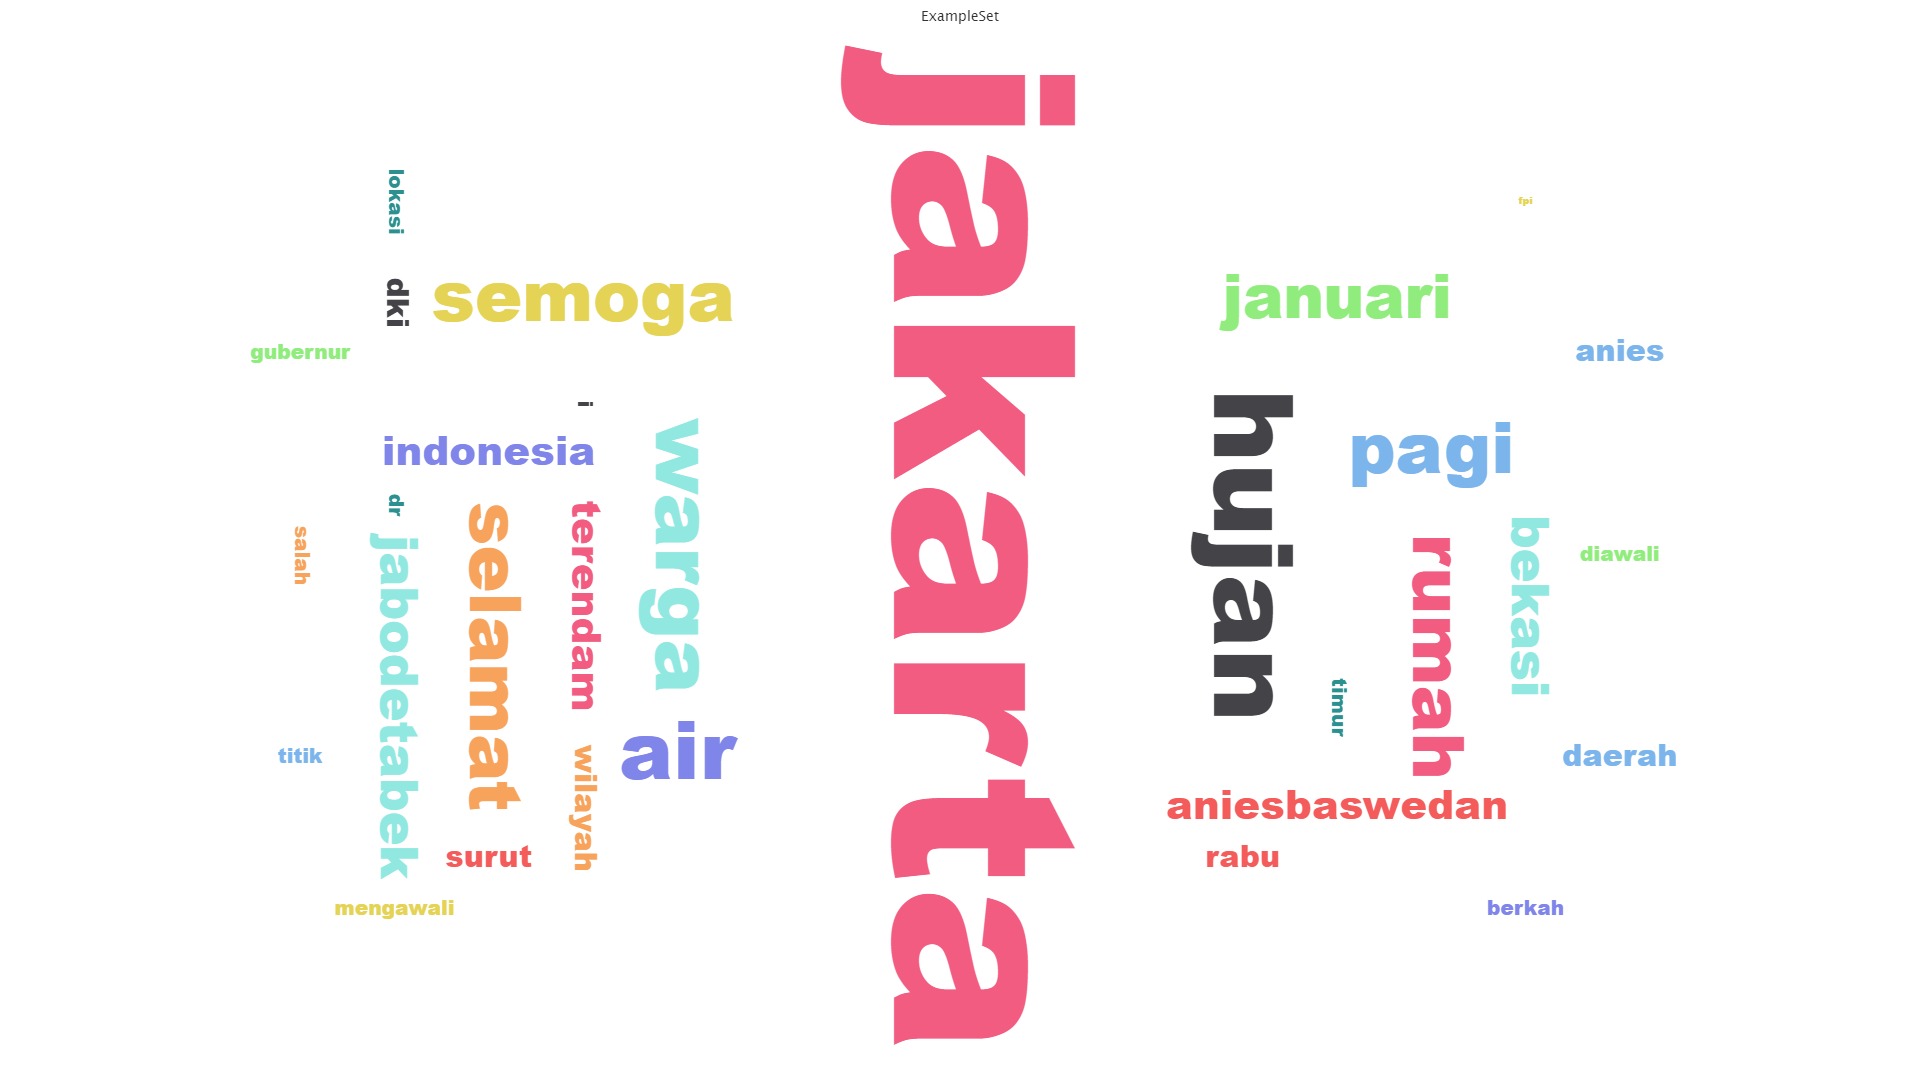 ExampleSet
jakarta
lokasi
fpi
dki
semoga
januari
gubernur
anies
hujan
warga
pagi
indonesia
dr
selamat
terendam
bekasi
salah
jabodetabek
rumah
diawali
timur
air
titik
wilayah
daerah
aniesbaswedan
surut
rabu
mengawali
berkah